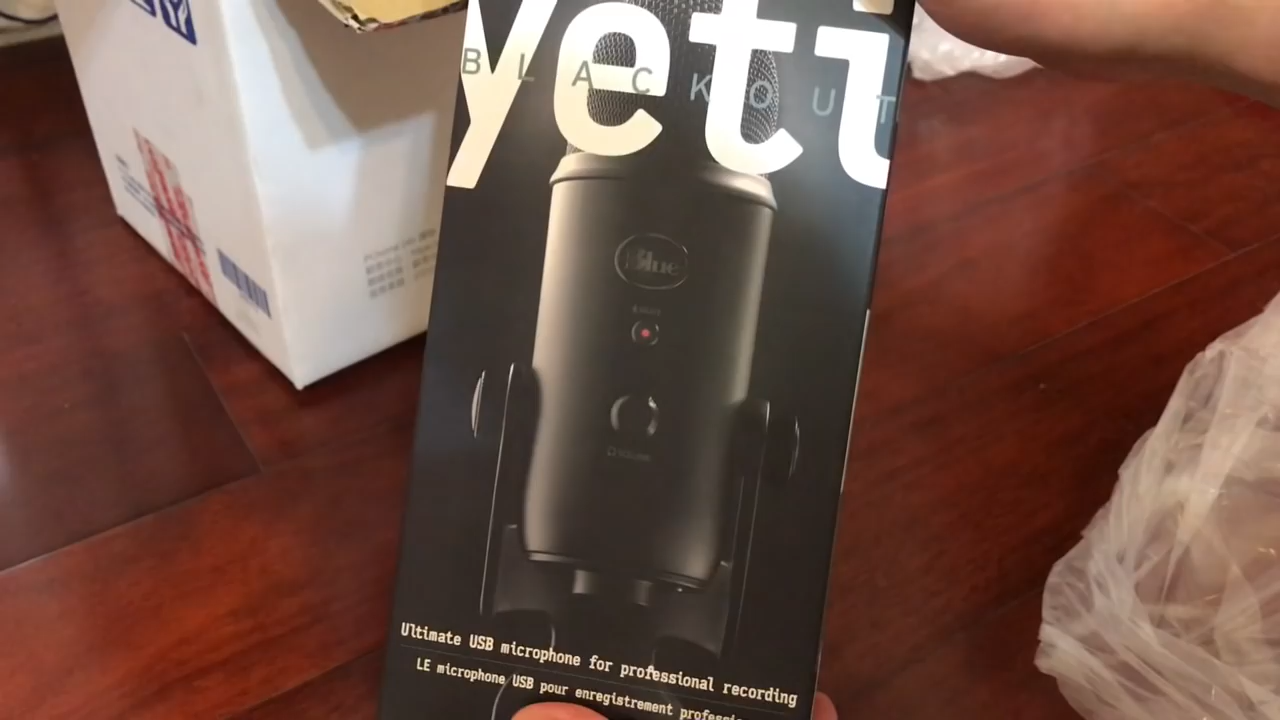 yeti
BLACKOUT
Blue
Ultimate USB microphone for professional recording
LE microphone USB pour enregistrement